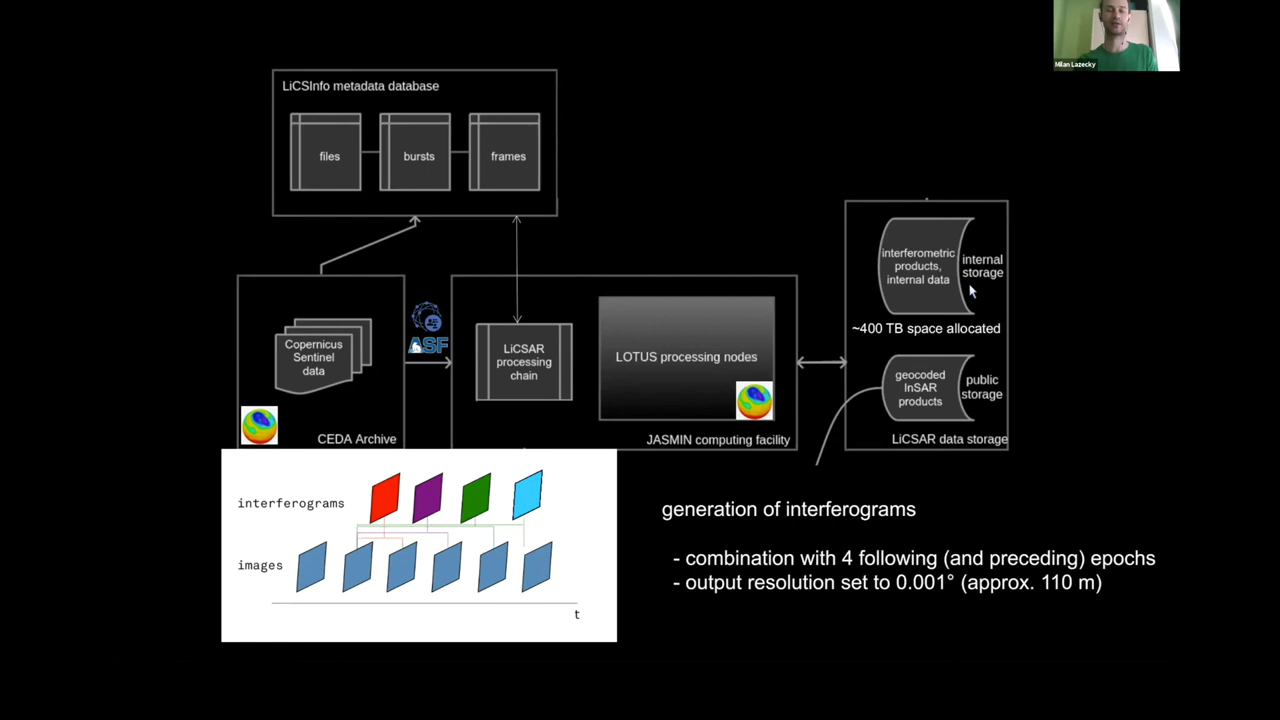 Milan Lazecky
LiCSInfo metadata database
files
bursts
frames
Copernicus
Sentinel
data
CEDA Archive
ASF
LiCSAR
processing
chain
LOTUS processing nodes
JASMIN computing facility
interferometric
products,
internal data
internal
storage
~400 TB space allocated
geocoded
InSAR
products
public
storage
LiCSAR data storage
interferograms
images
t
generation of interferograms
- combination with 4 following (and preceding) epochs
- output resolution set to 0.001° (approx. 110 m)